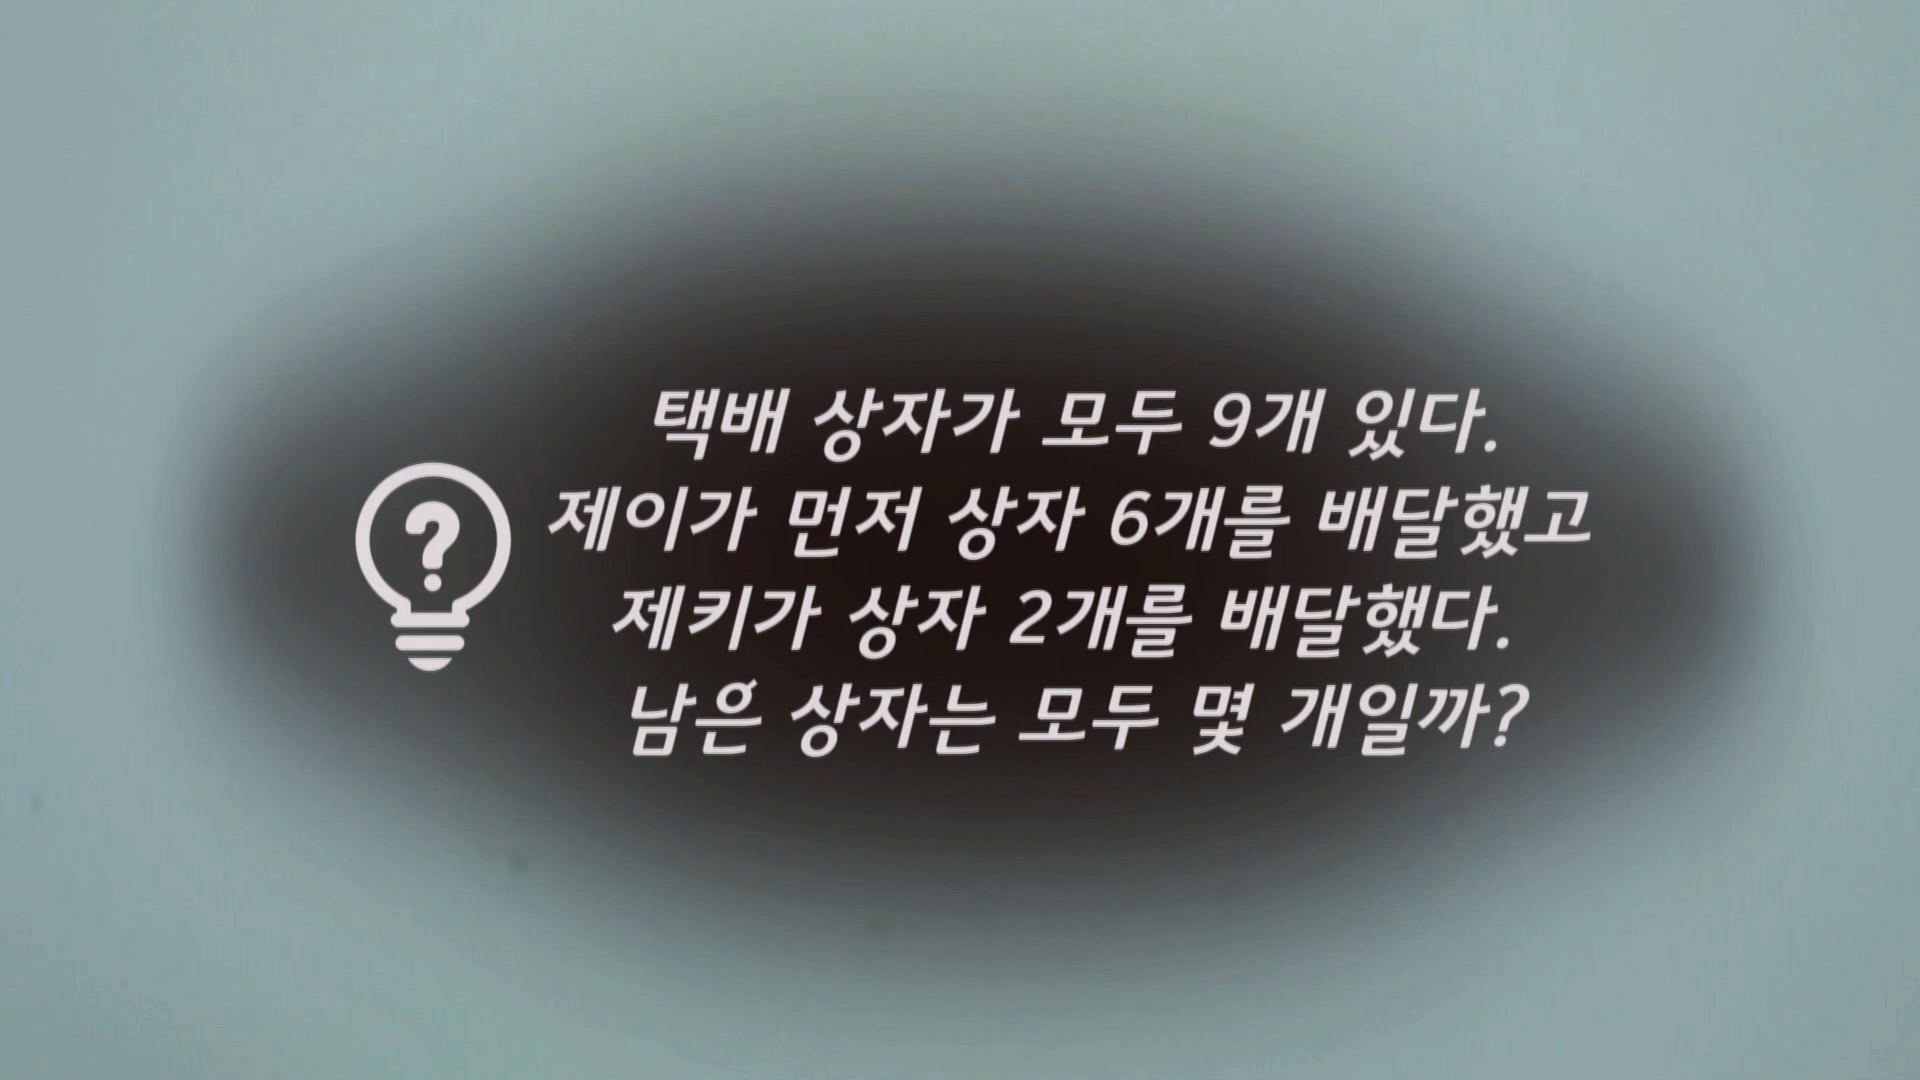 택배 상자가 모두 9개 있다.
제이가 먼저 상자 6개를 배달했고
제키가 상자 2개를 배달했다.
남은 상자는 모두 몇 개일까?